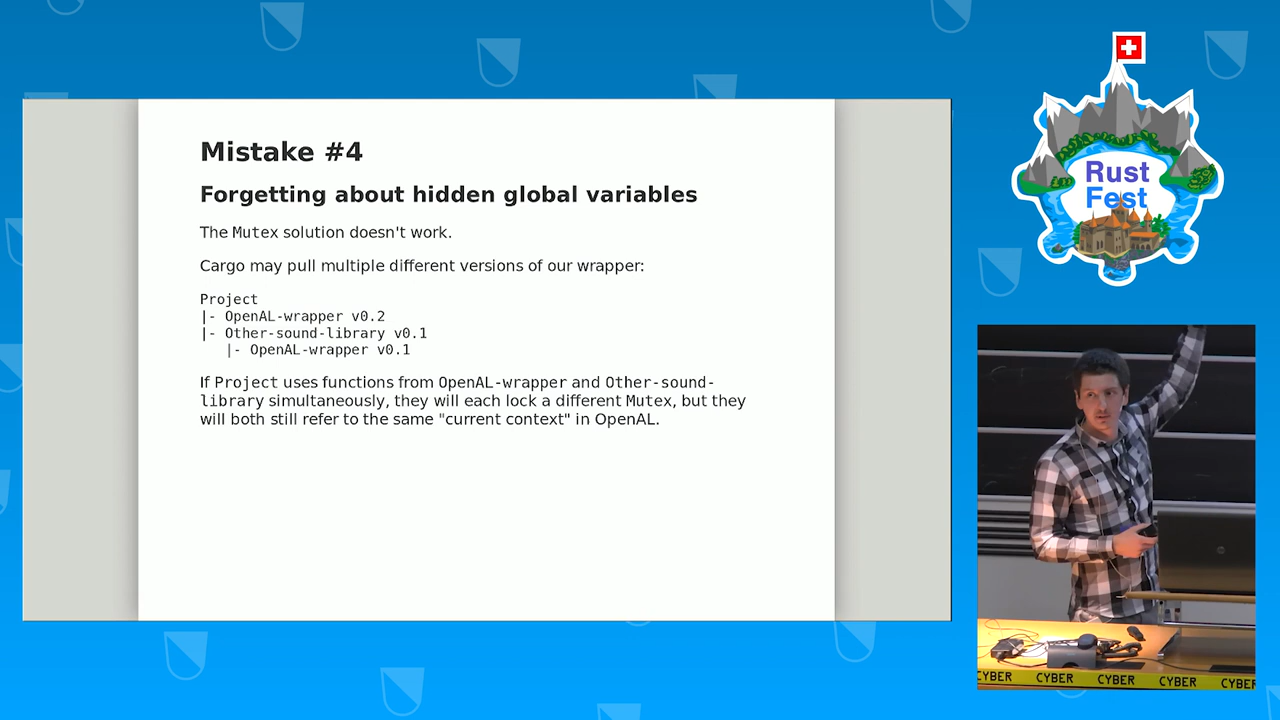 Mistake #4
Forgetting about hidden global variables
The Mutex solution doesn't work.
Cargo may pull multiple different versions of our wrapper:
Project
|- OpenAL-wrapper v0.2
|- Other-sound-library v0.1
   |- OpenAL-wrapper v0.1
If Project uses functions from OpenAL-wrapper and Other-sound-
library simultaneously, they will each lock a different Mutex, but they
will both still refer to the same "current context" in OpenAL.
Rust
Fest
CYBER CYBER CYBER CYBER CYBER